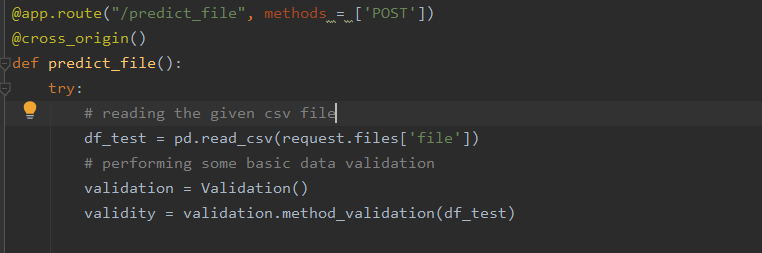 @app.route("/predict_file", methods = ['POST'])
@cross_origin()
def predict_file():
    try:
        # reading the given csv file
        df_test = pd.read_csv(request.files['file'])
        # performing some basic data validation
        validation = Validation()
        validity = validation.method_validation(df_test)